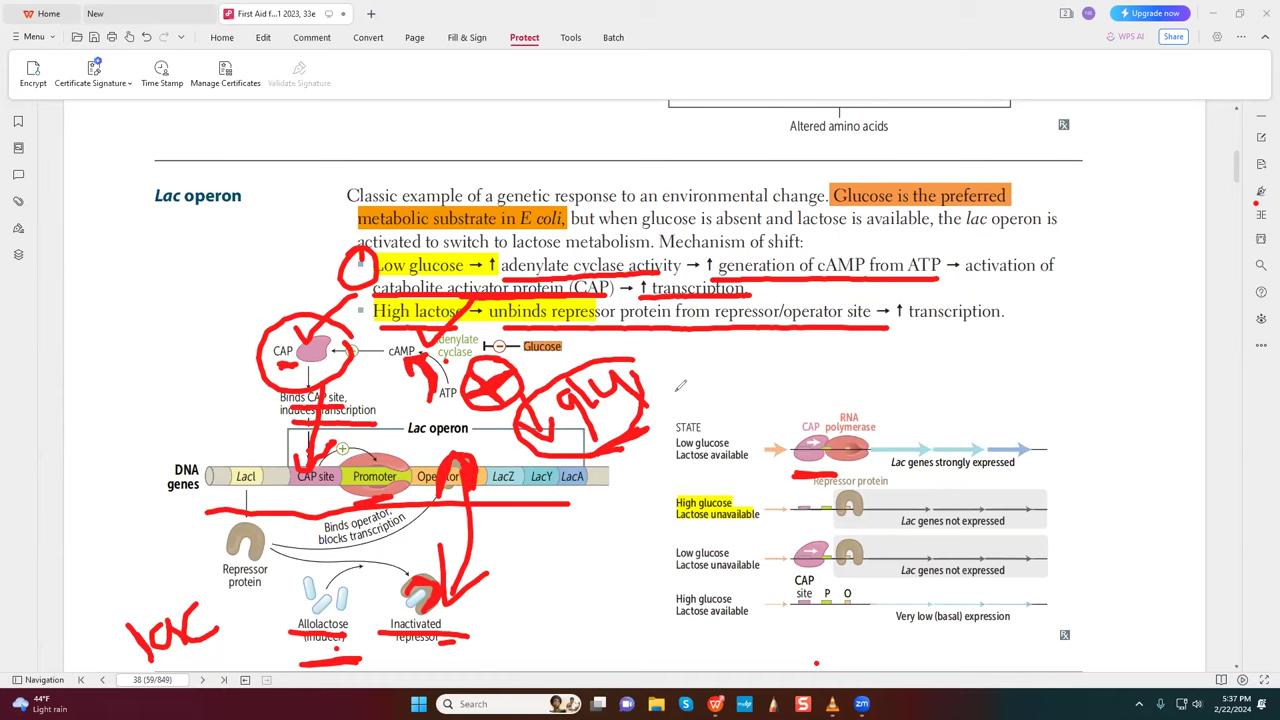 Home
New
First Aid f...1 2023, 33e
Upgrade now
Menu
Home
Edit
Comment
Convert
Page
Fill & Sign
Protect
Tools
Batch
WPS AI
Share
Encrypt
Certificate Signature
Time Stamp
Manage Certificates
Validate Signature
Altered amino acids
Rx
Lac operon
Classic example of a genetic response to an environmental change. Glucose is the preferred
metabolic substrate in E coli, but when glucose is absent and lactose is available, the lac operon is
activated to switch to lactose metabolism. Mechanism of shift:
Low glucose → ↑ adenylate cyclase activity → ↑ generation of cAMP from ATP → activation of
catabolite activator protein (CAP) → ↑ transcription.
High lactose → unbinds repressor protein from repressor/operator site → ↑ transcription.
CAP
cAMP
adenylate
cyclase
Glucose
ATP
Binds CAP site,
induces transcription
Lac operon
DNA
genes
LacI
CAP site
Promoter
LacZ
LacY
LacA
Binds operator,
blocks transcription
Repressor
protein
Allolactose
(inducer)
Inactivated
repressor
lac
glu
STATE
CAP
RNA
polymerase
Low glucose
Lactose available
Lac genes strongly expressed
Repressor protein
High glucose
Lactose unavailable
Lac genes not expressed
Low glucose
Lactose unavailable
Lac genes not expressed
CAP
site
P
O
High glucose
Lactose available
Very low (basal) expression
Rx
Navigation
38 (59/849)
44°F
Light rain
Search
5:37 PM
2/22/2024